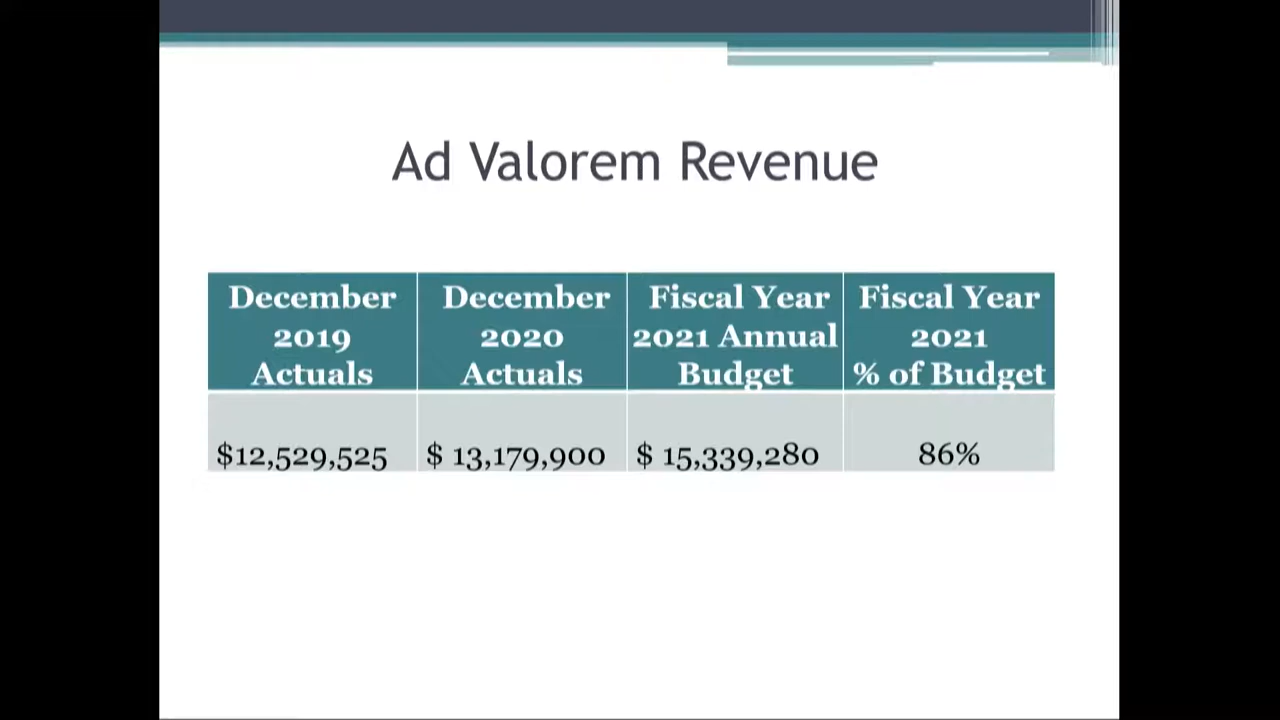 Ad Valorem Revenue
December 2019 Actuals
December 2020 Actuals
Fiscal Year 2021 Annual Budget
Fiscal Year 2021 % of Budget
$12,529,525
$ 13,179,900
$ 15,339,280
86%